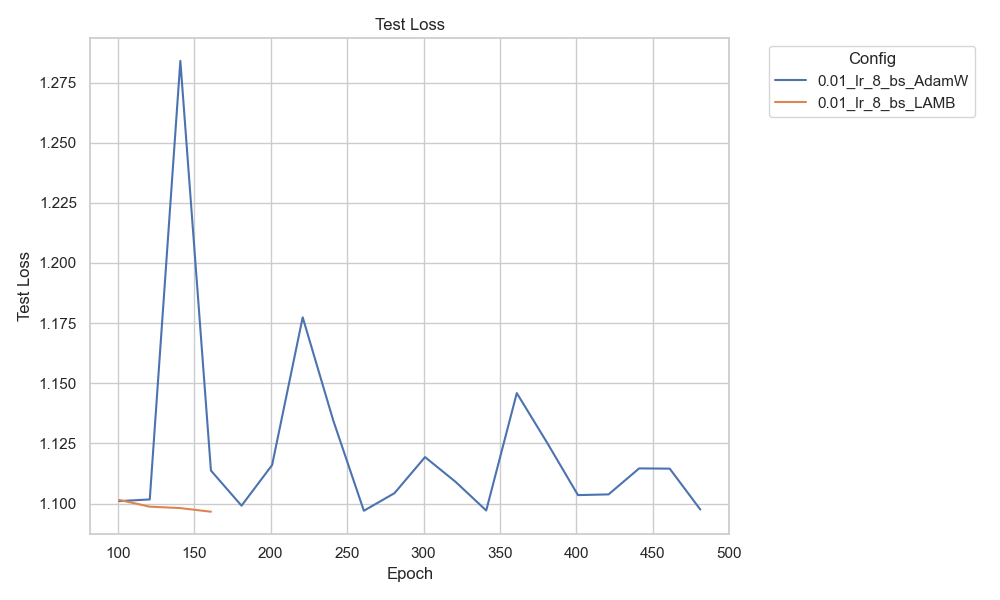 Test Loss
Config
0.01_lr_8_bs_AdamW
0.01_lr_8_bs_LAMB
Test Loss
1.275
1.250
1.225
1.200
1.175
1.150
1.125
1.100
100 150 200 250 300 350 400 450 500
Epoch